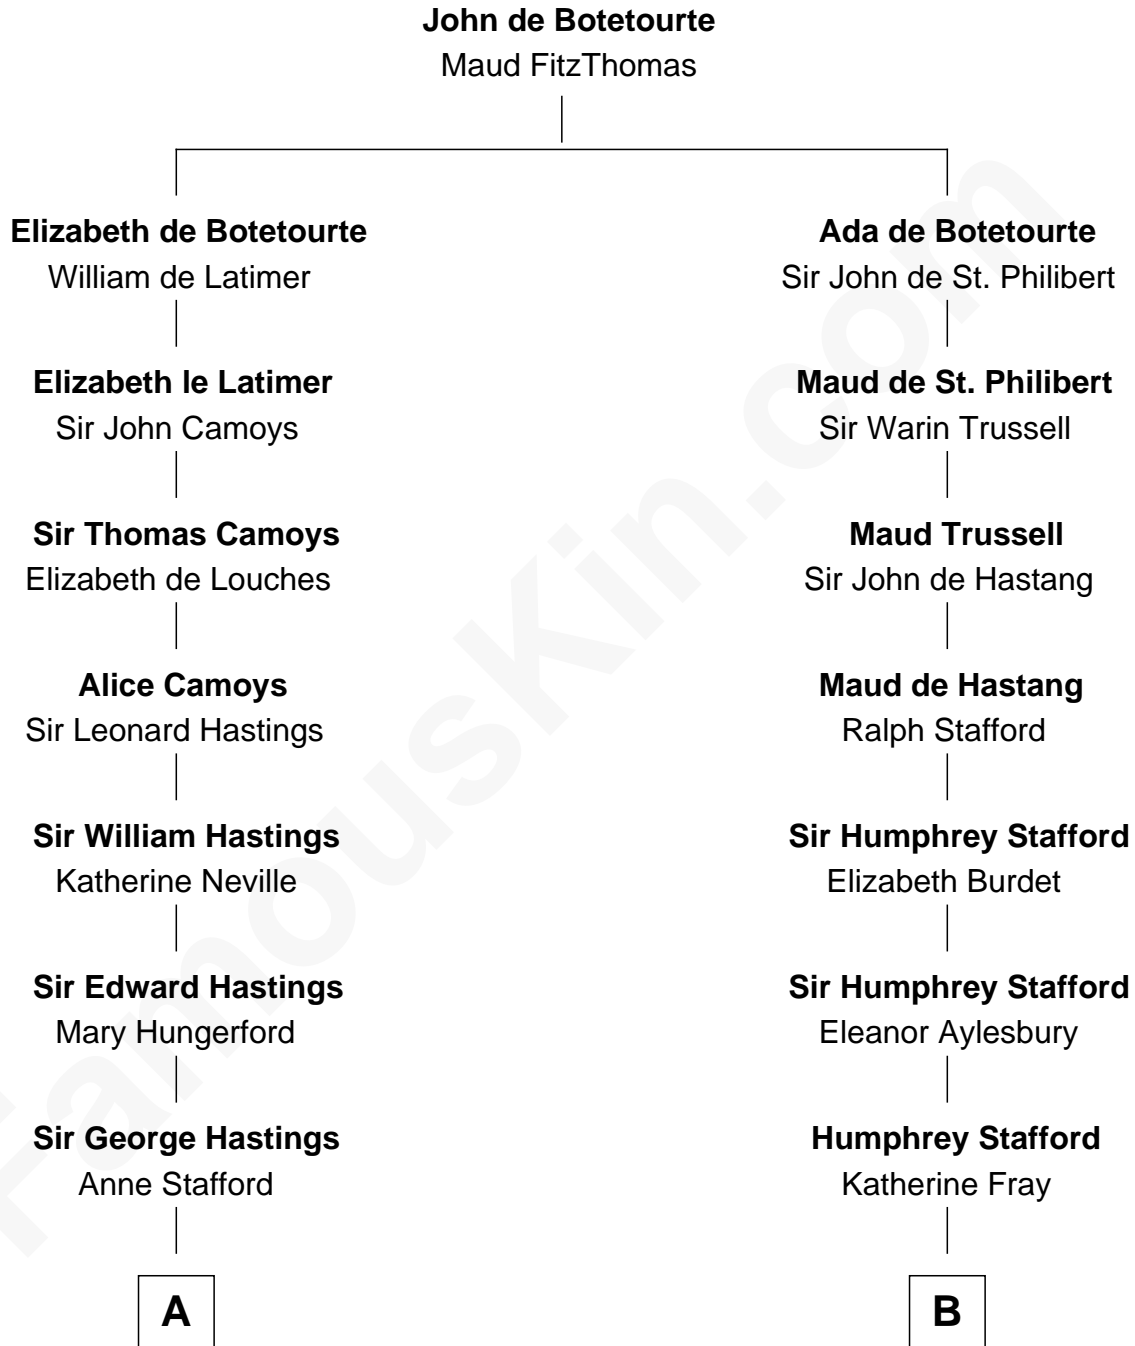 John de Botetourte
Maud FitzThomas
Elizabeth de Botetourte
William de Latimer
Elizabeth le Latimer
Sir John Camoys
Sir Thomas Camoys
Elizabeth de Louches
Alice Camoys
Sir Leonard Hastings
Sir William Hastings
Katherine Neville
Sir Edward Hastings
Mary Hungerford
Sir George Hastings
Anne Stafford
A
Ada de Botetourte
Sir John de St. Philibert
Maud de St. Philibert
Sir Warin Trussell
Maud Trussell
Sir John de Hastang
Maud de Hastang
Ralph Stafford
Sir Humphrey Stafford
Elizabeth Burdet
Sir Humphrey Stafford
Eleanor Aylesbury
Humphrey Stafford
Katherine Fray
B
FamousKin.com